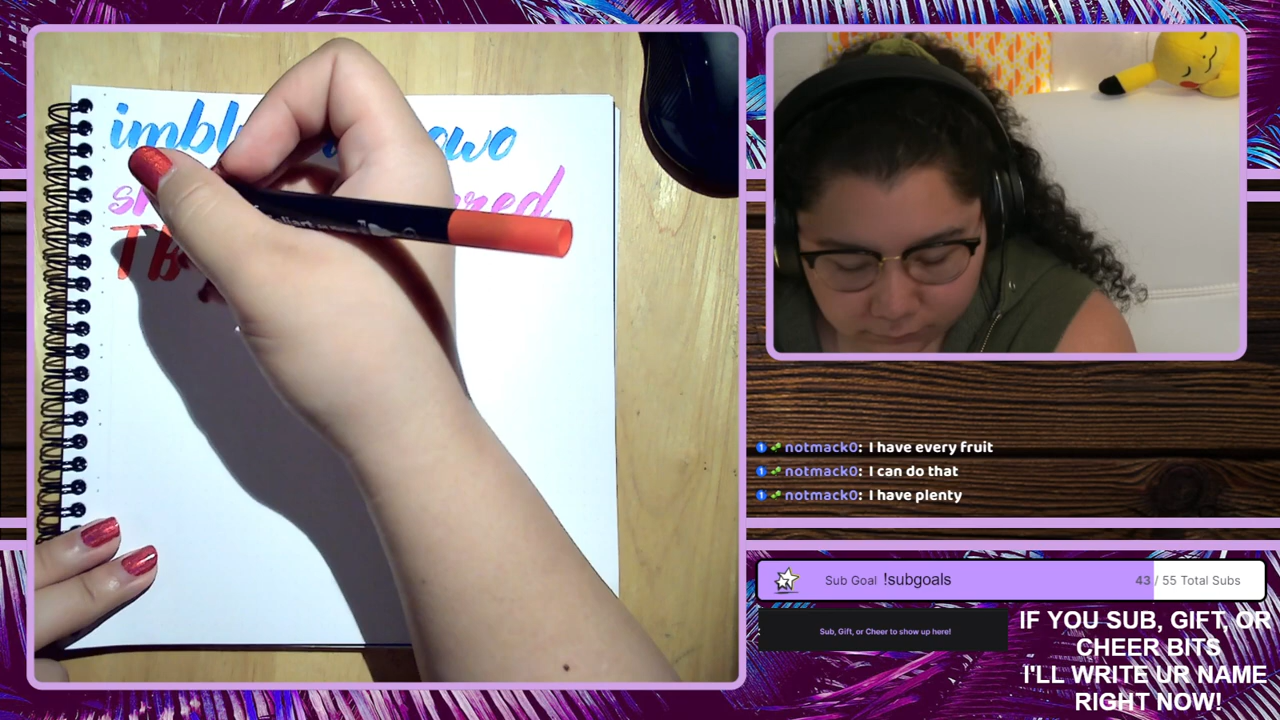 notmack0: I have every fruit
notmack0: I can do that
notmack0: I have plenty
Sub Goal !subgoals 43 / 55 Total Subs
Sub, Gift, or Cheer to show up here!
IF YOU SUB, GIFT, OR
CHEER BITS
I'LL WRITE UR NAME
RIGHT NOW!